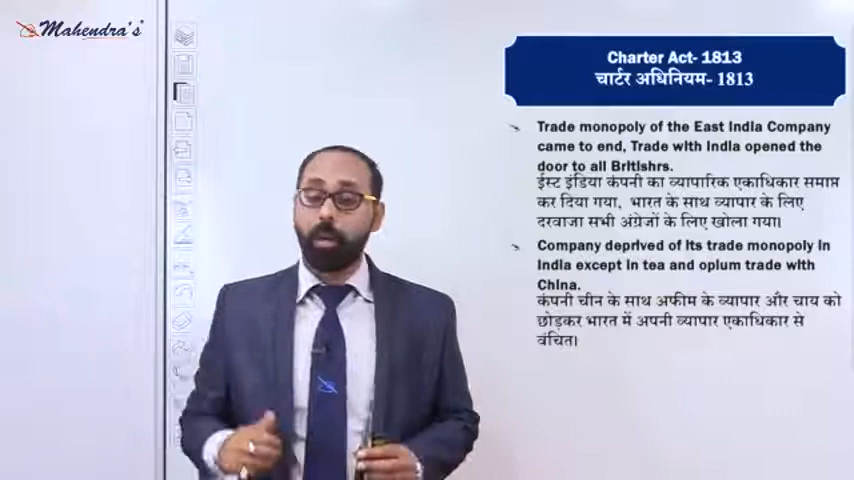 Mahendra's
Charter Act- 1813
चार्टर अधिनियम- 1813
Trade monopoly of the East India Company
came to end, Trade with India opened the
door to all Britishrs.
ईस्ट इंडिया कंपनी का व्यापारिक एकाधिकार समाप्त
कर दिया गया, भारत के साथ व्यापार के लिए
दरवाजा सभी अंग्रेजों के लिए खोला गया।
Company deprived of its trade monopoly in
India except in tea and opium trade with
China.
कंपनी चीन के साथ अफीम के व्यापार और चाय को
छोड़कर भारत में अपनी व्यापार एकाधिकार से
वंचित।